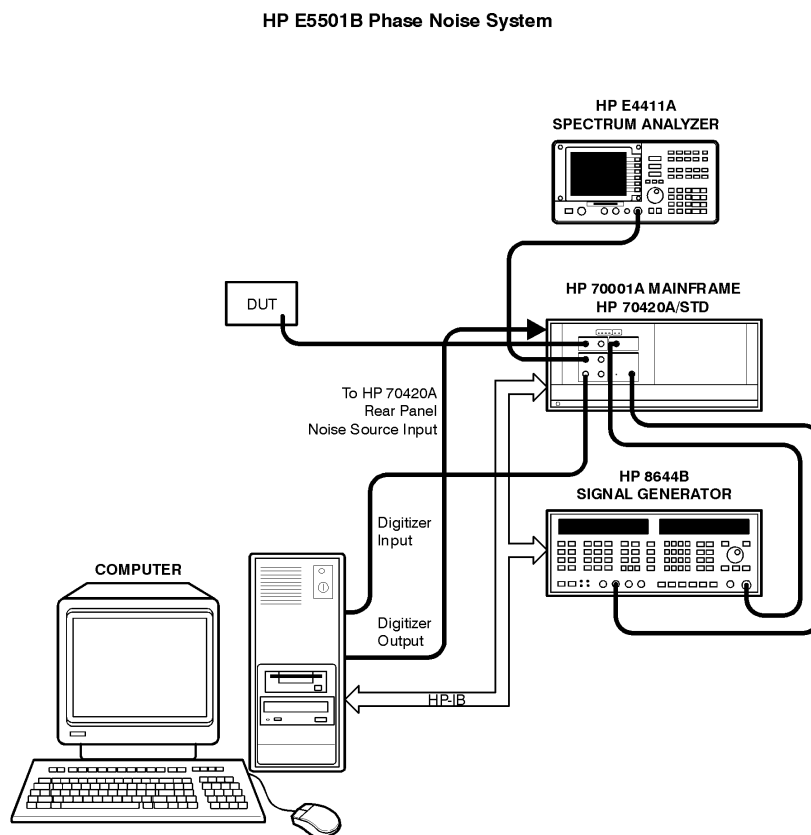 HP E5501B Phase Noise System
HP E4411A
SPECTRUM ANALYZER
DUT
HP 70001A MAINFRAME
HP 70420A/STD
To HP 70420A
Rear Panel
Noise Source Input
HP 8644B
SIGNAL GENERATOR
Digitizer
Input
COMPUTER
Digitizer
Output
HP-IB